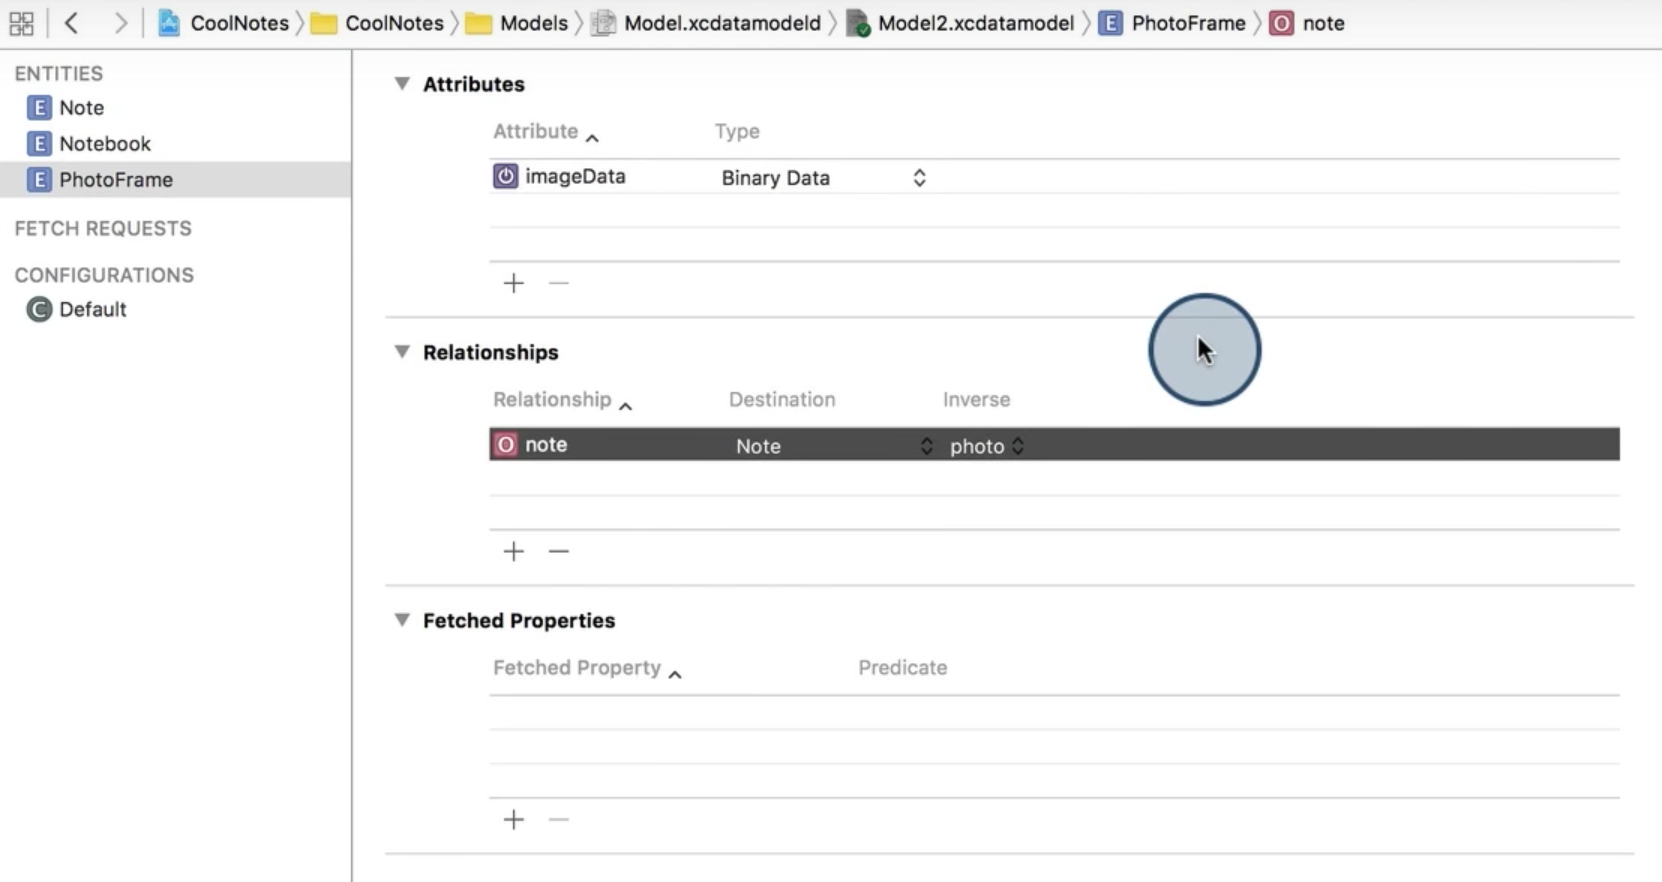 CoolNotes CoolNotes Models Model.xcdatamodeld Model2.xcdatamodel E PhotoFrame O note
ENTITIES
E Note
E Notebook
E PhotoFrame
FETCH REQUESTS
CONFIGURATIONS
C Default
Attributes
Attribute Type
imageData Binary Data
+ −
Relationships
Relationship Destination Inverse
O note Note photo
+ −
Fetched Properties
Fetched Property Predicate
+ −